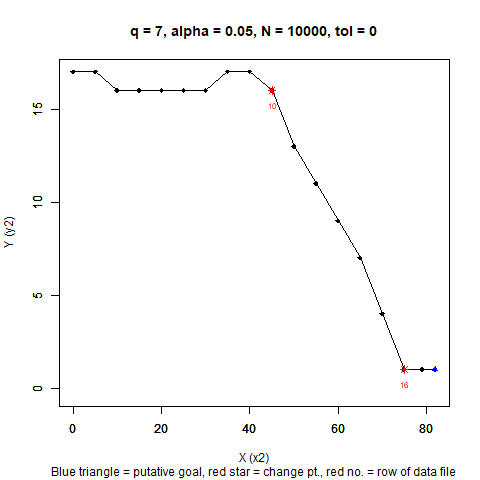 q = 7, alpha = 0.05, N = 10000, tol = 0
15
10
5
0
Y (y2)
10
16
0 20 40 60 80
X (x2)
Blue triangle = putative goal, red star = change pt., red no. = row of data file